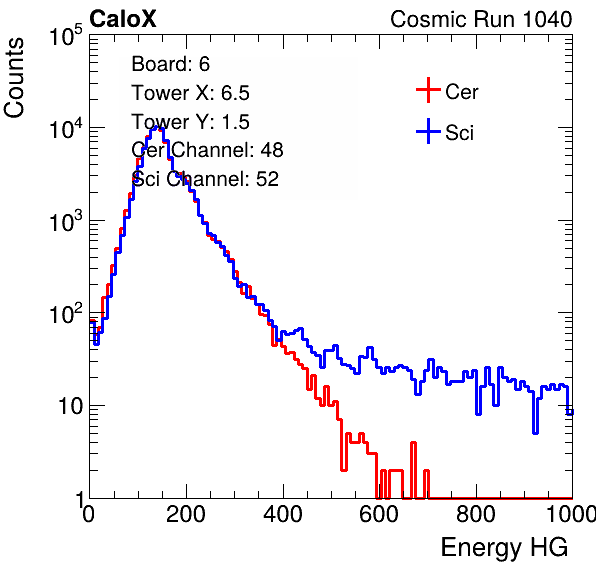 CaloX
Cosmic Run 1040
Board: 6
Tower X: 6.5
Tower Y: 1.5
Cer Channel: 48
Sci Channel: 52
Cer
Sci
Counts
10^5
10^4
10^3
10^2
10
1
0
200
400
600
800
1000
Energy HG